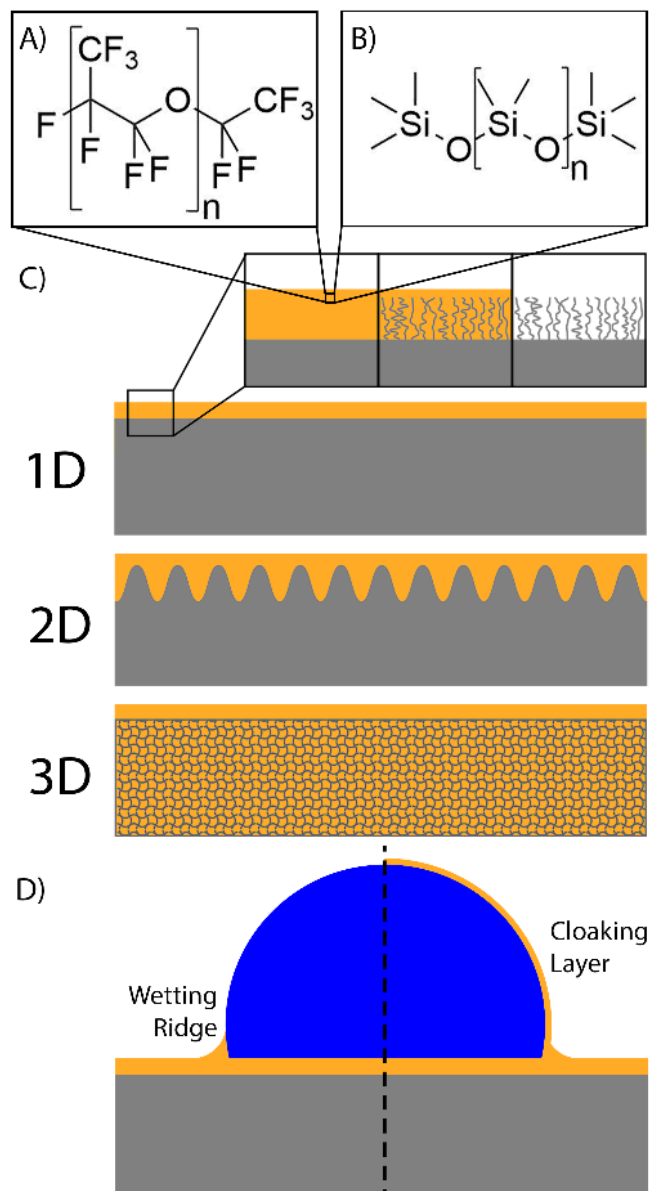 A)
CF3
O
CF3
F
F
F
F
F
F
n
B)
Si
Si
Si
O
O
n
C)
1D
2D
3D
D)
Cloaking
Layer
Wetting
Ridge